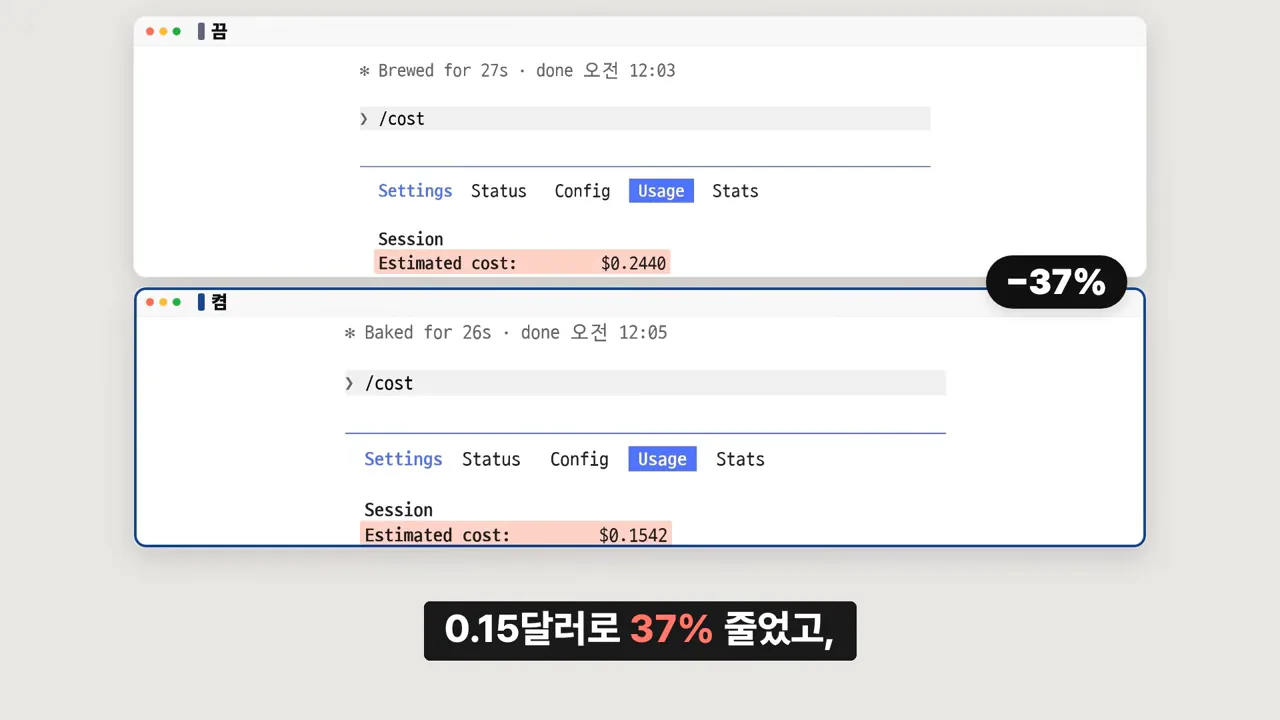 끔
✻ Brewed for 27s · done 오전 12:03
❯ /cost
Settings Status Config Usage Stats
Session
Estimated cost: $0.2440
−37%
켬
✻ Baked for 26s · done 오전 12:05
❯ /cost
Settings Status Config Usage Stats
Session
Estimated cost: $0.1542
0.15달러로 37% 줄었고,